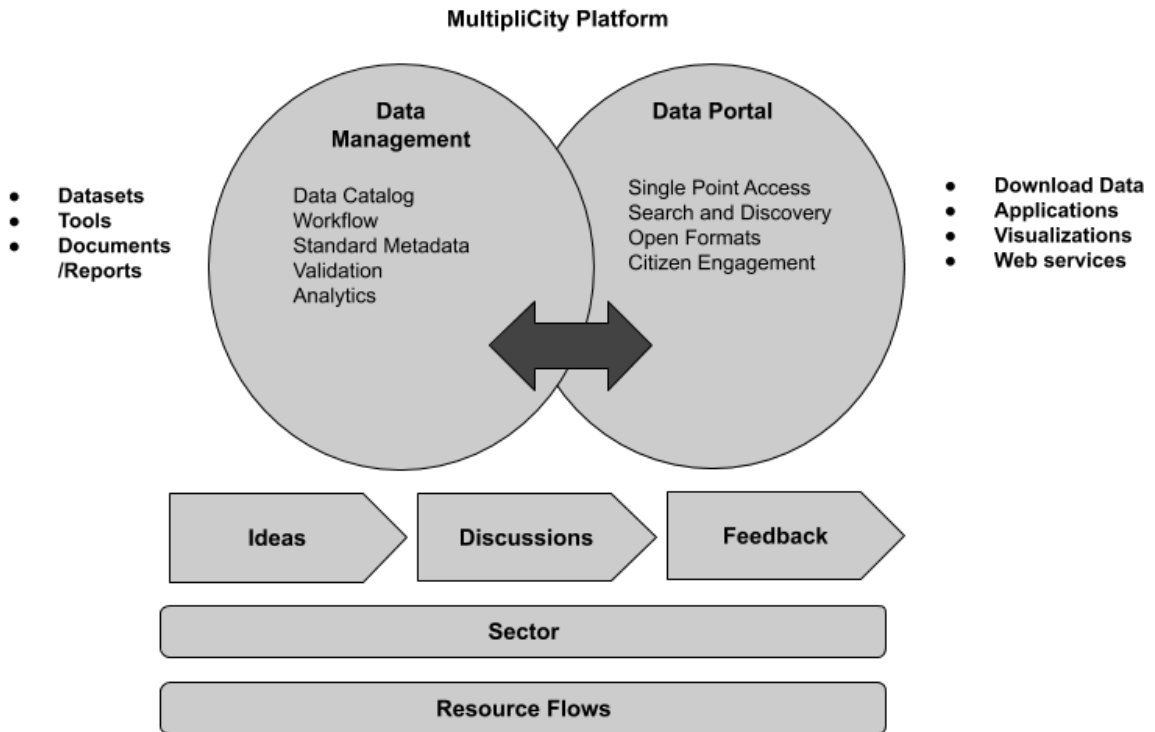 MultipliCity Platform
Data
Management
Data Catalog
Workflow
Standard Metadata
Validation
Analytics
Data Portal
Single Point Access
Search and Discovery
Open Formats
Citizen Engagement
● Datasets
● Tools
● Documents
/Reports
● Download Data
● Applications
● Visualizations
● Web services
Ideas
Discussions
Feedback
Sector
Resource Flows